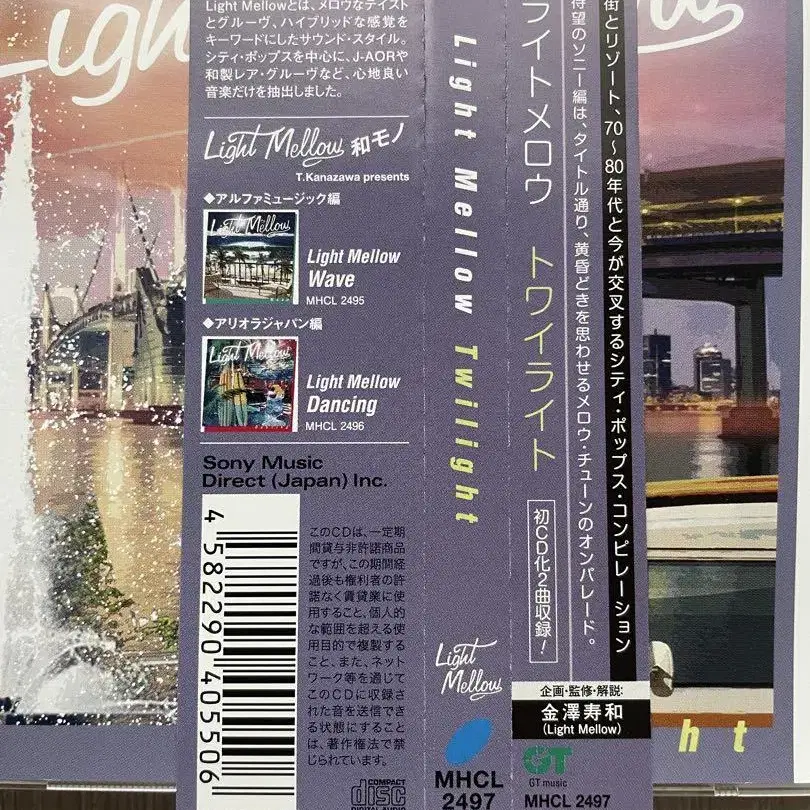 Light Mellowとは、メロウなテイスト
とグルーヴ、ハイブリッドな感覚を
キーワードにしたサウンド・スタイル。
シティ・ポップスを中心に、J-AORや
和製レア・グルーヴなど、心地良い
音楽だけを抽出しました。
Light Mellow 和モノ
T.Kanazawa presents
◆アルファミュージック編
Light Mellow
Light Mellow
Wave
MHCL 2495
◆アリオラジャパン編
Light Mellow
Light Mellow
Dancing
MHCL 2496
Sony Music
Direct (Japan) Inc.
4 582290 405506
このCDは、一定期
間貸与非許諾商品
ですが、この期間経
過後も権利者の許
諾なく賃貸業に使
用すること、個人的
な範囲を超える使
用目的で複製する
こと、また、ネット
ワーク等を通じて
このCDに収録さ
れた音を送信でき
る状態にすること
は、著作権法で禁
じられています。
COMPACT
disc
DIGITAL AUDIO
Light Mellow Twilight
Light
Mellow
MHCL
2497
街とリゾート、70〜80年代と今が交叉するシティ・ポップス・コンピレーション
待望のソニー編は、タイトル通り、黄昏どきを思わせるメロウ・チューンのオンパレード。
ライトメロウ トワイライト
初CD化2曲収録！
企画・監修・解説:
金澤寿和
(Light Mellow)
GT
GT music
MHCL 2497
ht